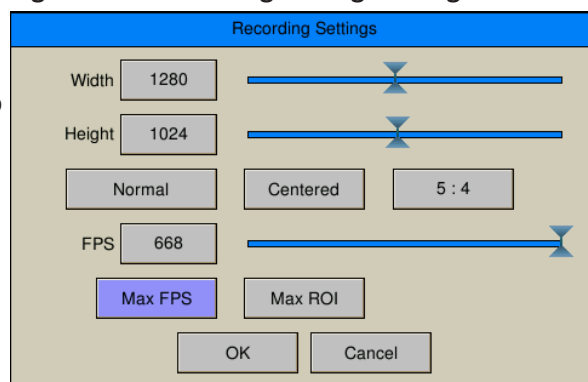 Recording Settings
Width 1280
Height 1024
Normal Centered 5 : 4
FPS 668
Max FPS Max ROI
OK Cancel